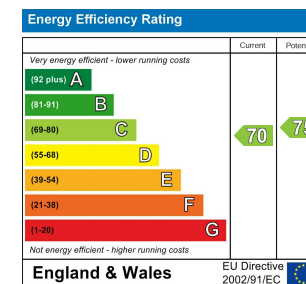 Energy Efficiency Rating
Current
Very energy efficient - lower running costs
(92 plus) A
(81-91) B
(69-80) C
(55-68) D
(39-54) E
(21-38) F
(1-20) G
70
Not energy efficient - higher running costs
England & Wales
EU Directive
2002/91/EC